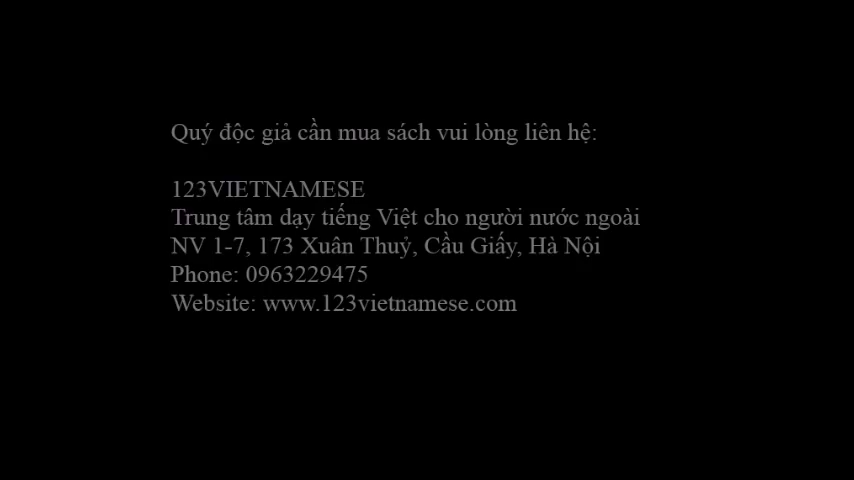 Quý độc giả cần mua sách vui lòng liên hệ:
123VIETNAMESE
Trung tâm dạy tiếng Việt cho người nước ngoài
NV 1-7, 173 Xuân Thuỷ, Cầu Giấy, Hà Nội
Phone: 0963229475
Website: www.123vietnamese.com